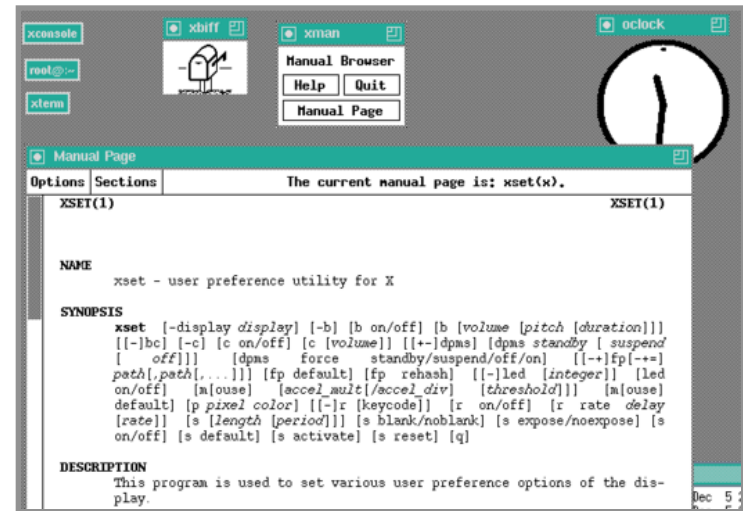 xconsole
root@:~
xterm
xbiff
xman
Manual Browser
Help Quit
Manual Page
oclock
Manual Page
Options Sections The current manual page is: xset(x).
XSET(1) XSET(1)
NAME
xset - user preference utility for X
SYNOPSIS
xset [-display display] [-b] [b on/off] [b [volume [pitch [duration]]]
[[-]bc] [-c] [c on/off] [c [volume]] [[+-]dpms] [dpms standby [ suspend
[ off]]] [dpms force standby/suspend/off/on] [[-+]fp[-+=]
path[,path[,...]]] [fp default] [fp rehash] [[-]led [integer]] [led
on/off] [m[ouse] [accel_mult[/accel_div] [threshold]]] [m[ouse]
default] [p pixel color] [[-]r [keycode]] [r on/off] [r rate delay
[rate]] [s [length [period]]] [s blank/noblank] [s expose/noexpose] [s
on/off] [s default] [s activate] [s reset] [q]
DESCRIPTION
This program is used to set various user preference options of the dis-
play.
Dec 5